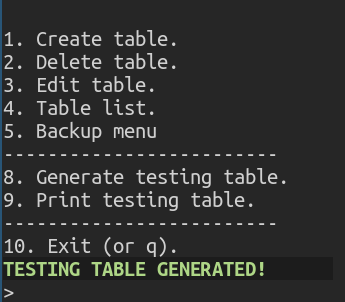 1. Create table.
2. Delete table.
3. Edit table.
4. Table list.
5. Backup menu
-------------------------
8. Generate testing table.
9. Print testing table.
-------------------------
10. Exit (or q).
TESTING TABLE GENERATED!
>